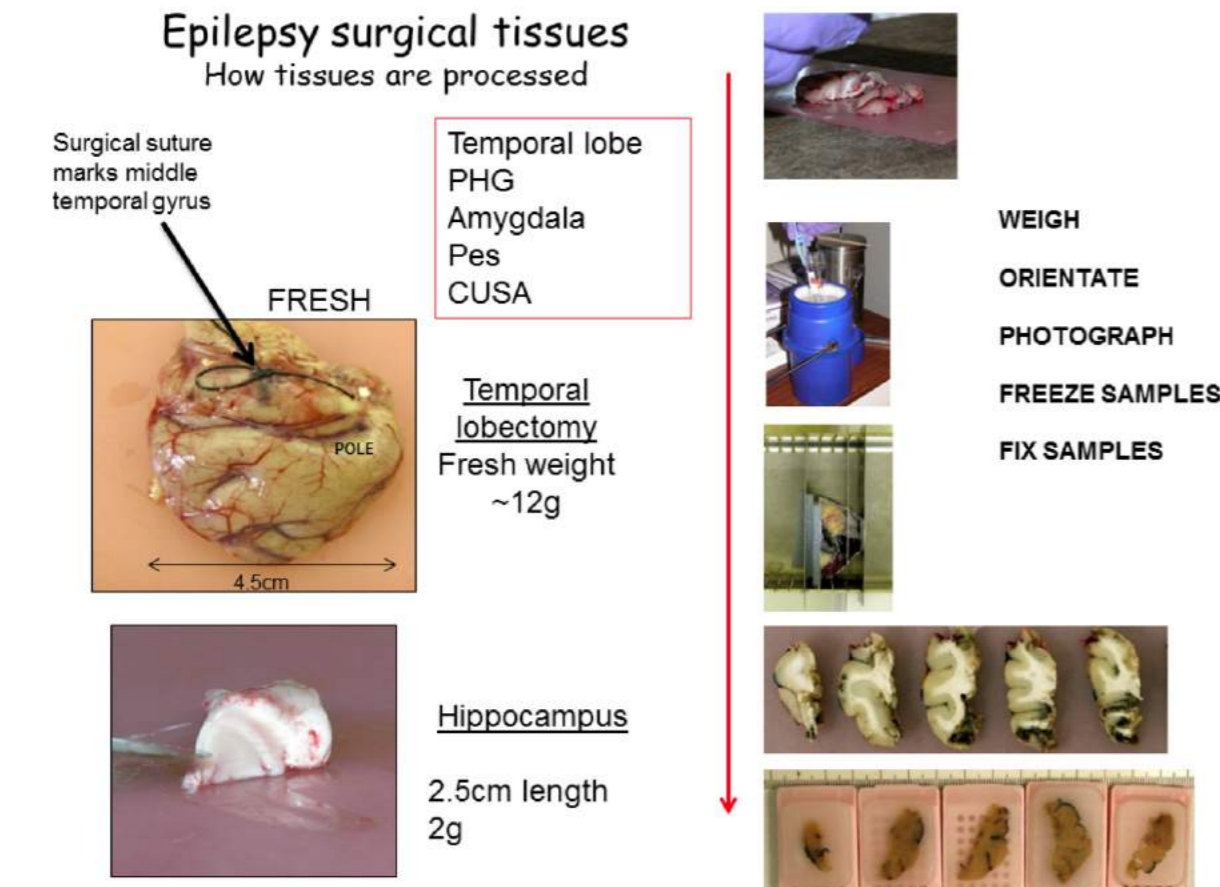 Epilepsy surgical tissues
How tissues are processed
Surgical suture
marks middle
temporal gyrus
Temporal lobe
PHG
Amygdala
Pes
CUSA
FRESH
POLE
4.5cm
Temporal
lobectomy
Fresh weight
~12g
Hippocampus
2.5cm length
2g
WEIGH
ORIENTATE
PHOTOGRAPH
FREEZE SAMPLES
FIX SAMPLES